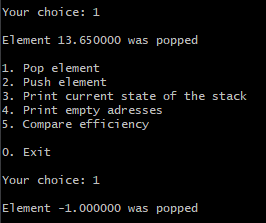 Your choice: 1
Element 13.650000 was popped
1. Pop element
2. Push element
3. Print current state of the stack
4. Print empty adresses
5. Compare efficiency
0. Exit
Your choice: 1
Element -1.000000 was popped